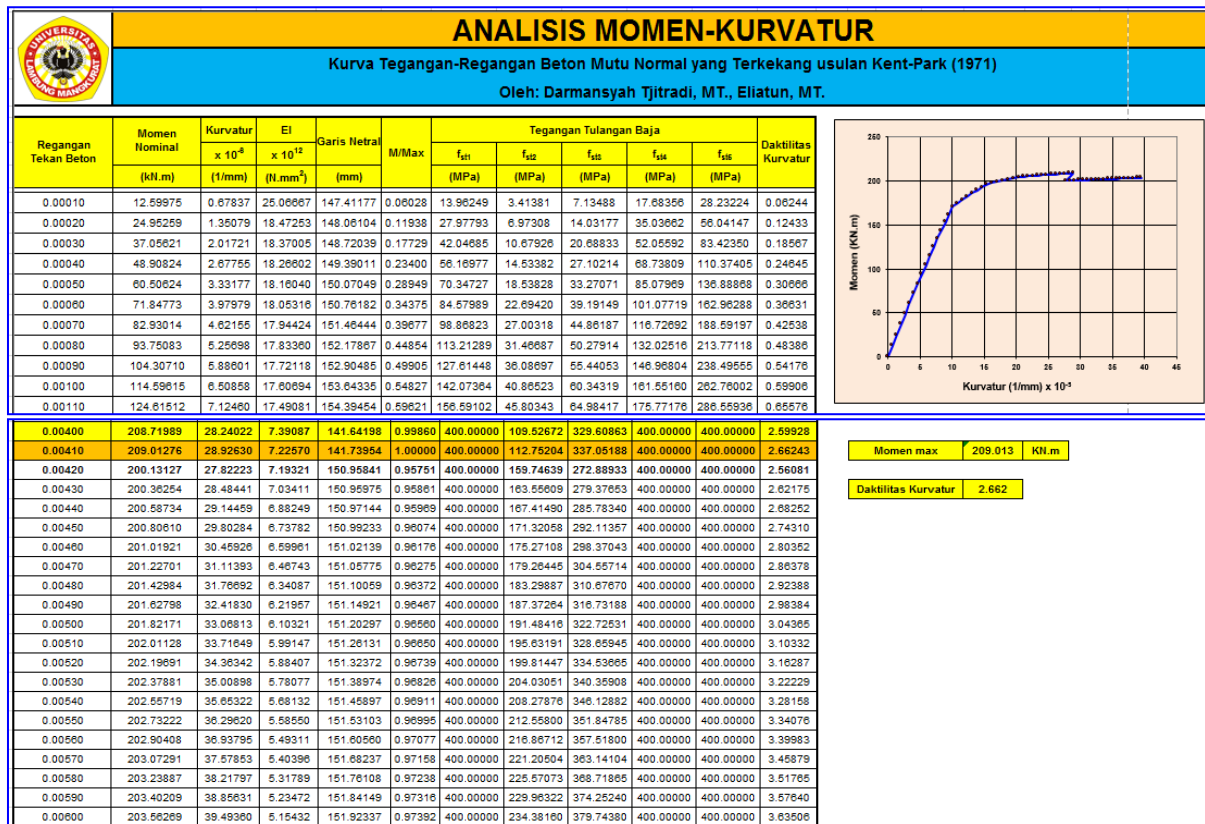 UNIVERSITAS
LAMBUNG MANGKURAT
ANALISIS MOMEN-KURVATUR
Kurva Tegangan-Regangan Beton Mutu Normal yang Terkekang usulan Kent-Park (1971)
Oleh: Darmansyah Tjitradi, MT., Eliatun, MT.
Regangan Tekan Beton Momen Nominal Kurvatur EI Garis Netral M/Max Tegangan Tulangan Baja Daktilitas Kurvatur
x 10⁻⁶ x 10¹² f_st1 f_st2 f_st3 f_st4 f_st5
(kN.m) (1/mm) (N.mm²) (mm) (MPa) (MPa) (MPa) (MPa) (MPa)
0.00010 12.59975 0.67837 25.06667 147.41177 0.06028 13.96249 3.41381 7.13488 17.68356 28.23224 0.06244
0.00020 24.95259 1.35079 18.47253 148.06104 0.11938 27.97793 6.97308 14.03177 35.03662 56.04147 0.12433
0.00030 37.05621 2.01721 18.37005 148.72039 0.17729 42.04685 10.67926 20.68833 52.05592 83.42350 0.18567
0.00040 48.90824 2.67755 18.26602 149.39011 0.23400 56.16977 14.53382 27.10214 68.73809 110.37405 0.24645
0.00050 60.50624 3.33177 18.16040 150.07049 0.28949 70.34727 18.53828 33.27071 85.07969 136.88868 0.30666
0.00060 71.84773 3.97979 18.05316 150.76182 0.34375 84.57989 22.69420 39.19149 101.07719 162.96288 0.36631
0.00070 82.93014 4.62155 17.94424 151.46444 0.39677 98.86823 27.00318 44.86187 116.72692 188.59197 0.42538
0.00080 93.75083 5.25698 17.83360 152.17867 0.44854 113.21289 31.46687 50.27914 132.02516 213.77118 0.48386
0.00090 104.30710 5.88601 17.72118 152.90485 0.49905 127.61448 36.08697 55.44053 146.96804 238.49555 0.54176
0.00100 114.59615 6.50858 17.60694 153.64335 0.54827 142.07364 40.86523 60.34319 161.55160 262.76002 0.59906
0.00110 124.61512 7.12460 17.49081 154.39454 0.59621 156.59102 45.80343 64.98417 175.77176 286.55936 0.65576
Momen (KN.m)
250
200
150
100
50
0
0 5 10 15 20 25 30 35 40 45
Kurvatur (1/mm) x 10⁻⁶
0.00400 208.71989 28.24022 7.39087 141.64198 0.99860 400.00000 109.52672 329.60863 400.00000 400.00000 2.59928
0.00410 209.01276 28.92630 7.22570 141.73954 1.00000 400.00000 112.75204 337.05188 400.00000 400.00000 2.66243
0.00420 200.13127 27.82223 7.19321 150.95841 0.95751 400.00000 159.74639 272.88933 400.00000 400.00000 2.56081
0.00430 200.36254 28.48441 7.03411 150.95975 0.95861 400.00000 163.55609 279.37653 400.00000 400.00000 2.62175
0.00440 200.58734 29.14459 6.88249 150.97144 0.95969 400.00000 167.41490 285.78340 400.00000 400.00000 2.68252
0.00450 200.80610 29.80284 6.73782 150.99233 0.96074 400.00000 171.32058 292.11357 400.00000 400.00000 2.74310
0.00460 201.01921 30.45926 6.59961 151.02139 0.96176 400.00000 175.27108 298.37043 400.00000 400.00000 2.80352
0.00470 201.22701 31.11393 6.46743 151.05775 0.96275 400.00000 179.26445 304.55714 400.00000 400.00000 2.86378
0.00480 201.42984 31.76692 6.34087 151.10059 0.96372 400.00000 183.29887 310.67670 400.00000 400.00000 2.92388
0.00490 201.62798 32.41830 6.21957 151.14921 0.96467 400.00000 187.37264 316.73188 400.00000 400.00000 2.98384
0.00500 201.82171 33.06813 6.10321 151.20297 0.96560 400.00000 191.48416 322.72531 400.00000 400.00000 3.04365
0.00510 202.01128 33.71649 5.99147 151.26131 0.96650 400.00000 195.63191 328.65945 400.00000 400.00000 3.10332
0.00520 202.19691 34.36342 5.88407 151.32372 0.96739 400.00000 199.81447 334.53665 400.00000 400.00000 3.16287
0.00530 202.37881 35.00898 5.78077 151.38974 0.96826 400.00000 204.03051 340.35908 400.00000 400.00000 3.22229
0.00540 202.55719 35.65322 5.68132 151.45897 0.96911 400.00000 208.27876 346.12882 400.00000 400.00000 3.28158
0.00550 202.73222 36.29620 5.58550 151.53103 0.96995 400.00000 212.55800 351.84785 400.00000 400.00000 3.34076
0.00560 202.90408 36.93795 5.49311 151.60560 0.97077 400.00000 216.86712 357.51800 400.00000 400.00000 3.39983
0.00570 203.07291 37.57853 5.40396 151.68237 0.97158 400.00000 221.20504 363.14104 400.00000 400.00000 3.45879
0.00580 203.23887 38.21797 5.31789 151.76108 0.97238 400.00000 225.57073 368.71865 400.00000 400.00000 3.51765
0.00590 203.40209 38.85631 5.23472 151.84149 0.97316 400.00000 229.96322 374.25240 400.00000 400.00000 3.57640
0.00600 203.56269 39.49360 5.15432 151.92337 0.97392 400.00000 234.38160 379.74380 400.00000 400.00000 3.63506
Momen max 209.013 KN.m
Daktilitas Kurvatur 2.662